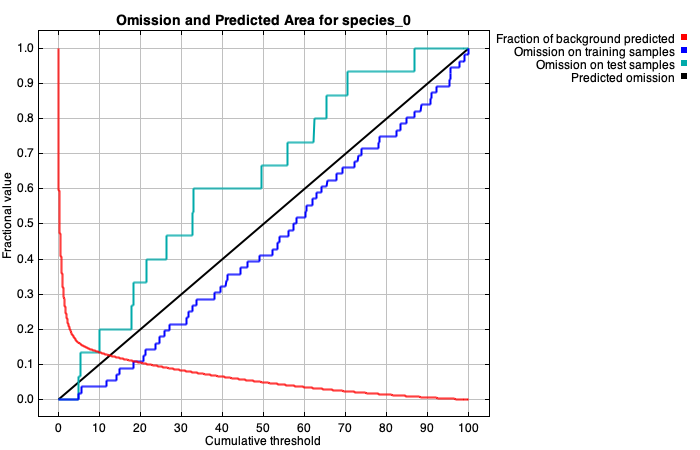 Omission and Predicted Area for species_0
Fraction of background predicted
Omission on training samples
Omission on test samples
Predicted omission
Fractional value
1.0
0.9
0.8
0.7
0.6
0.5
0.4
0.3
0.2
0.1
0.0
0 10 20 30 40 50 60 70 80 90 100
Cumulative threshold